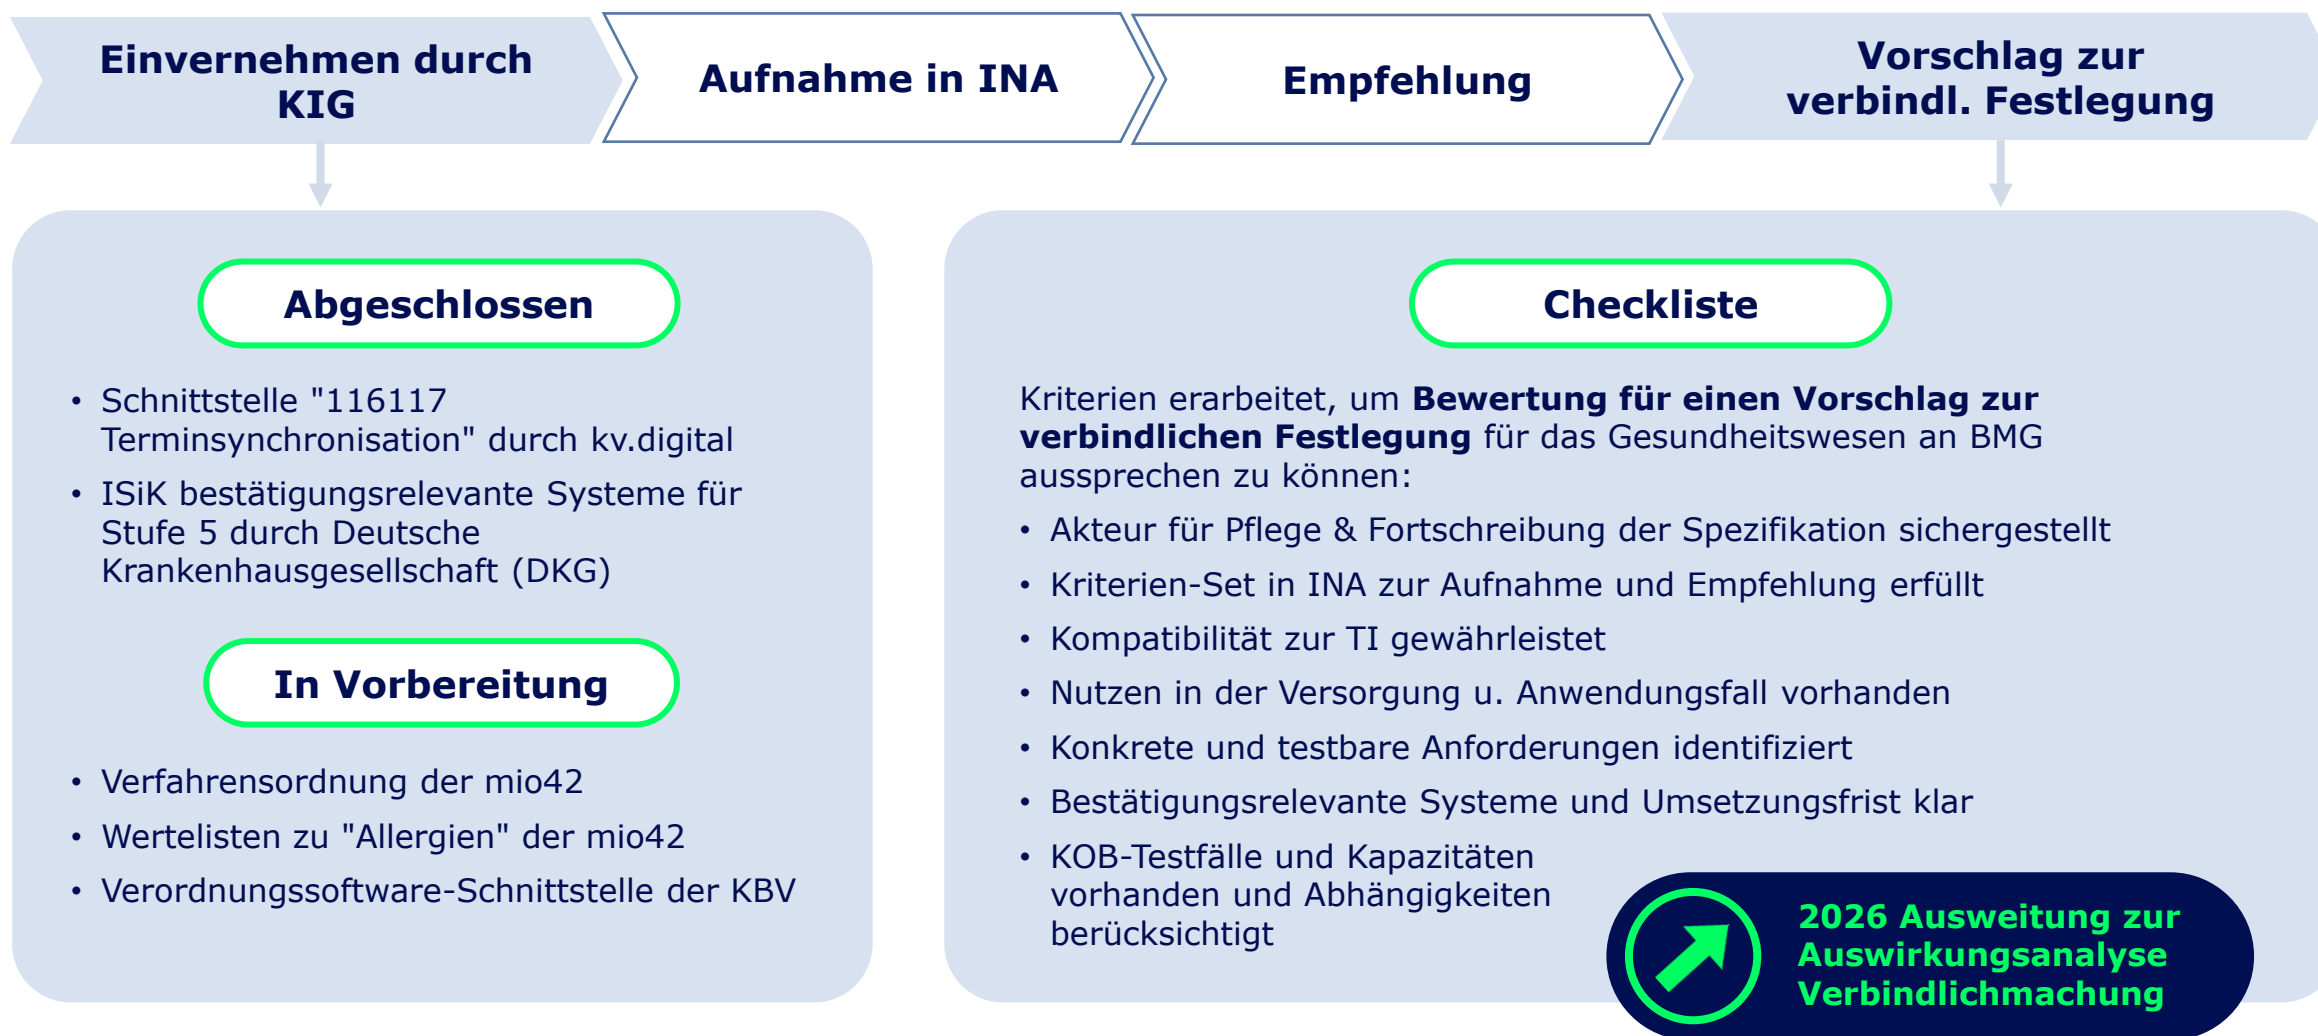 Einvernehmen durch
KIG
Aufnahme in INA
Empfehlung
Vorschlag zur
verbindl. Festlegung
Abgeschlossen
• Schnittstelle "116117
Terminsynchronisation" durch kv.digital
• ISiK bestätigungsrelevante Systeme für
Stufe 5 durch Deutsche
Krankenhausgesellschaft (DKG)
In Vorbereitung
• Verfahrensordnung der mio42
• Wertelisten zu "Allergien" der mio42
• Verordnungssoftware-Schnittstelle der KBV
Checkliste
Kriterien erarbeitet, um Bewertung für einen Vorschlag zur
verbindlichen Festlegung für das Gesundheitswesen an BMG
aussprechen zu können:
• Akteur für Pflege & Fortschreibung der Spezifikation sichergestellt
• Kriterien-Set in INA zur Aufnahme und Empfehlung erfüllt
• Kompatibilität zur TI gewährleistet
• Nutzen in der Versorgung u. Anwendungsfall vorhanden
• Konkrete und testbare Anforderungen identifiziert
• Bestätigungsrelevante Systeme und Umsetzungsfrist klar
• KOB-Testfälle und Kapazitäten
vorhanden und Abhängigkeiten
berücksichtigt
2026 Ausweitung zur
Auswirkungsanalyse
Verbindlichmachung